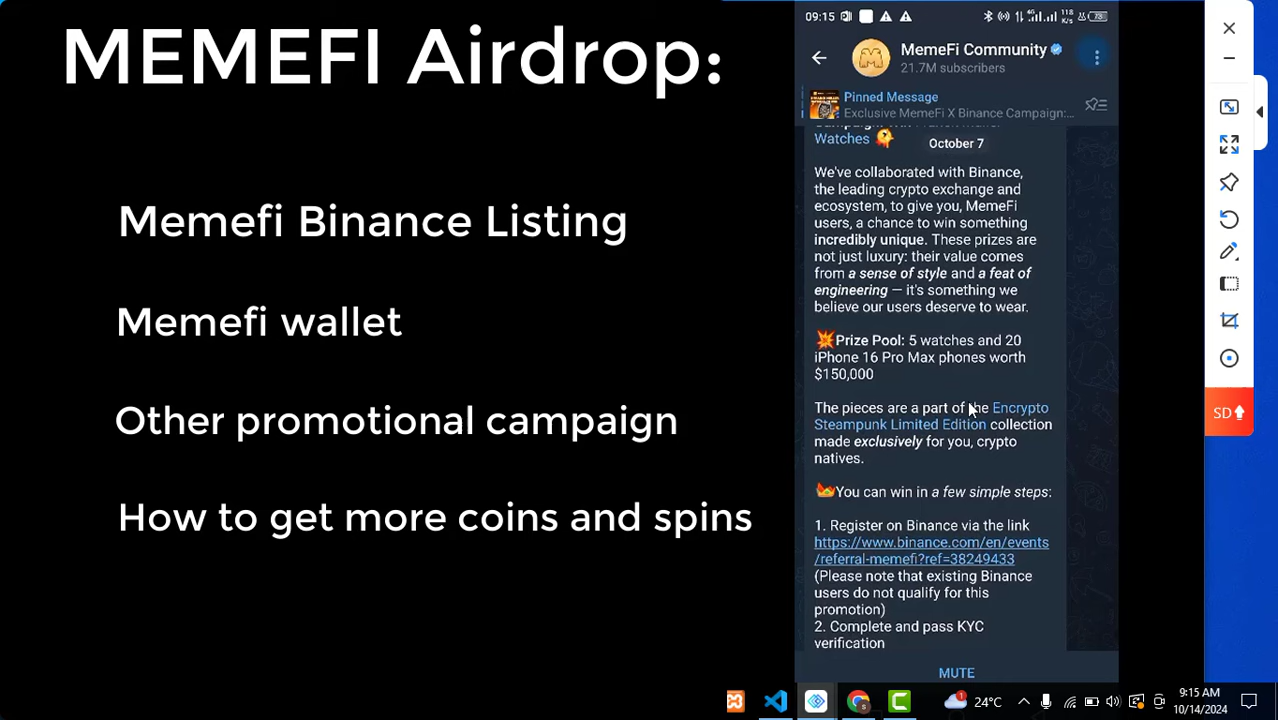 MEMEFI Airdrop:
Memefi Binance Listing
Memefi wallet
Other promotional campaign
How to get more coins and spins
09:15
118
K/s
78
MemeFi Community
21.7M subscribers
Pinned Message
Exclusive MemeFi X Binance Campaign:...
Watches
October 7
We've collaborated with Binance,
the leading crypto exchange and
ecosystem, to give you, MemeFi
users, a chance to win something
incredibly unique. These prizes are
not just luxury: their value comes
from a sense of style and a feat of
engineering — it's something we
believe our users deserve to wear.
Prize Pool: 5 watches and 20
iPhone 16 Pro Max phones worth
$150,000
The pieces are a part of the Encrypto
Steampunk Limited Edition collection
made exclusively for you, crypto
natives.
You can win in a few simple steps:
1. Register on Binance via the link
https://www.binance.com/en/events
/referral-memefi?ref=38249433
(Please note that existing Binance
users do not qualify for this
promotion)
2. Complete and pass KYC
verification
MUTE
SD
24°C
9:15 AM
10/14/2024